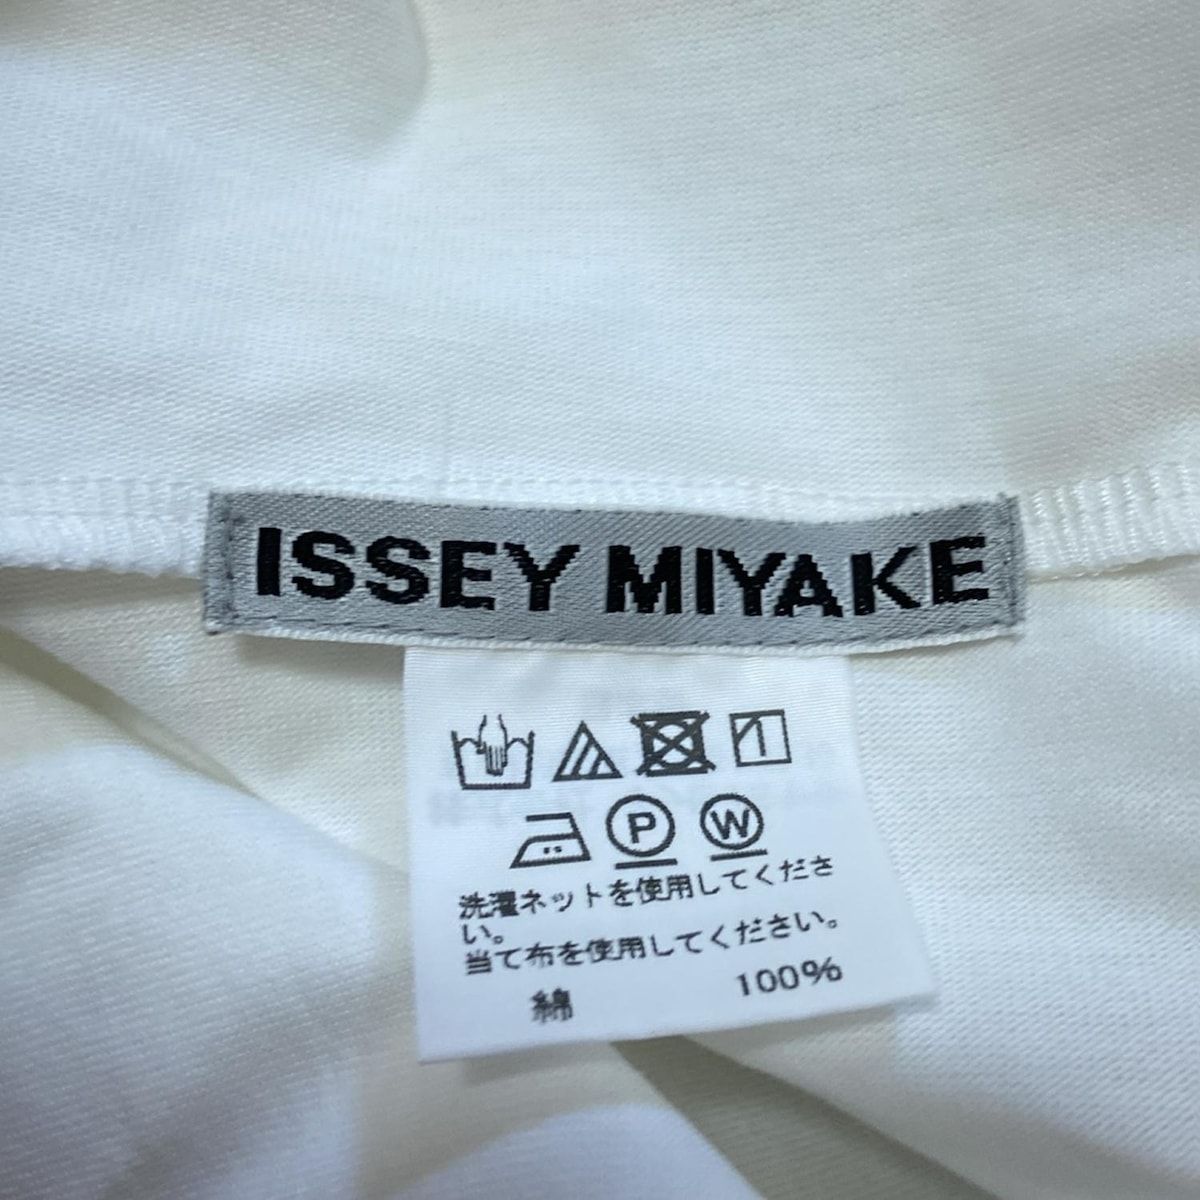 ISSEY MIYAKE
P W
洗濯ネットを使用してくださ
い。
当て布を使用してください。
綿 100%